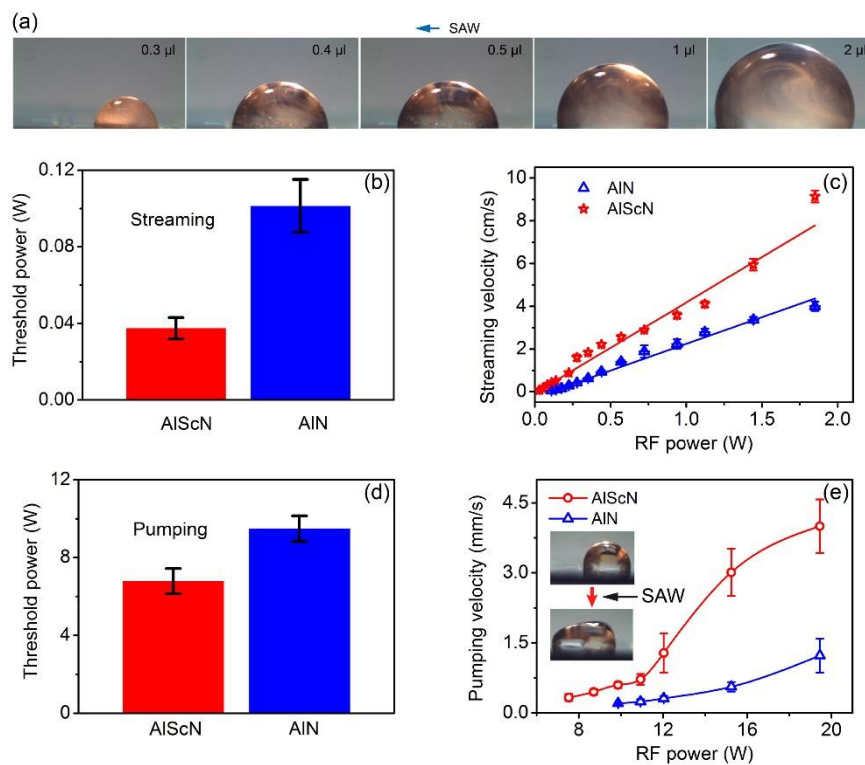 (a)
SAW
0.3 µl
0.4 µl
0.5 µl
1 µl
2 µl
(b)
Threshold power (W)
0.12
0.08
0.04
0.00
Streaming
AlScN
AlN
(c)
Streaming velocity (cm/s)
10
8
6
4
2
0
AlN
AlScN
0.0 0.5 1.0 1.5 2.0
RF power (W)
(d)
Threshold power (W)
12
9
6
3
0
Pumping
AlScN
AlN
(e)
Pumping velocity (mm/s)
4.5
3.0
1.5
0.0
AlScN
AlN
SAW
8 12 16 20
RF power (W)